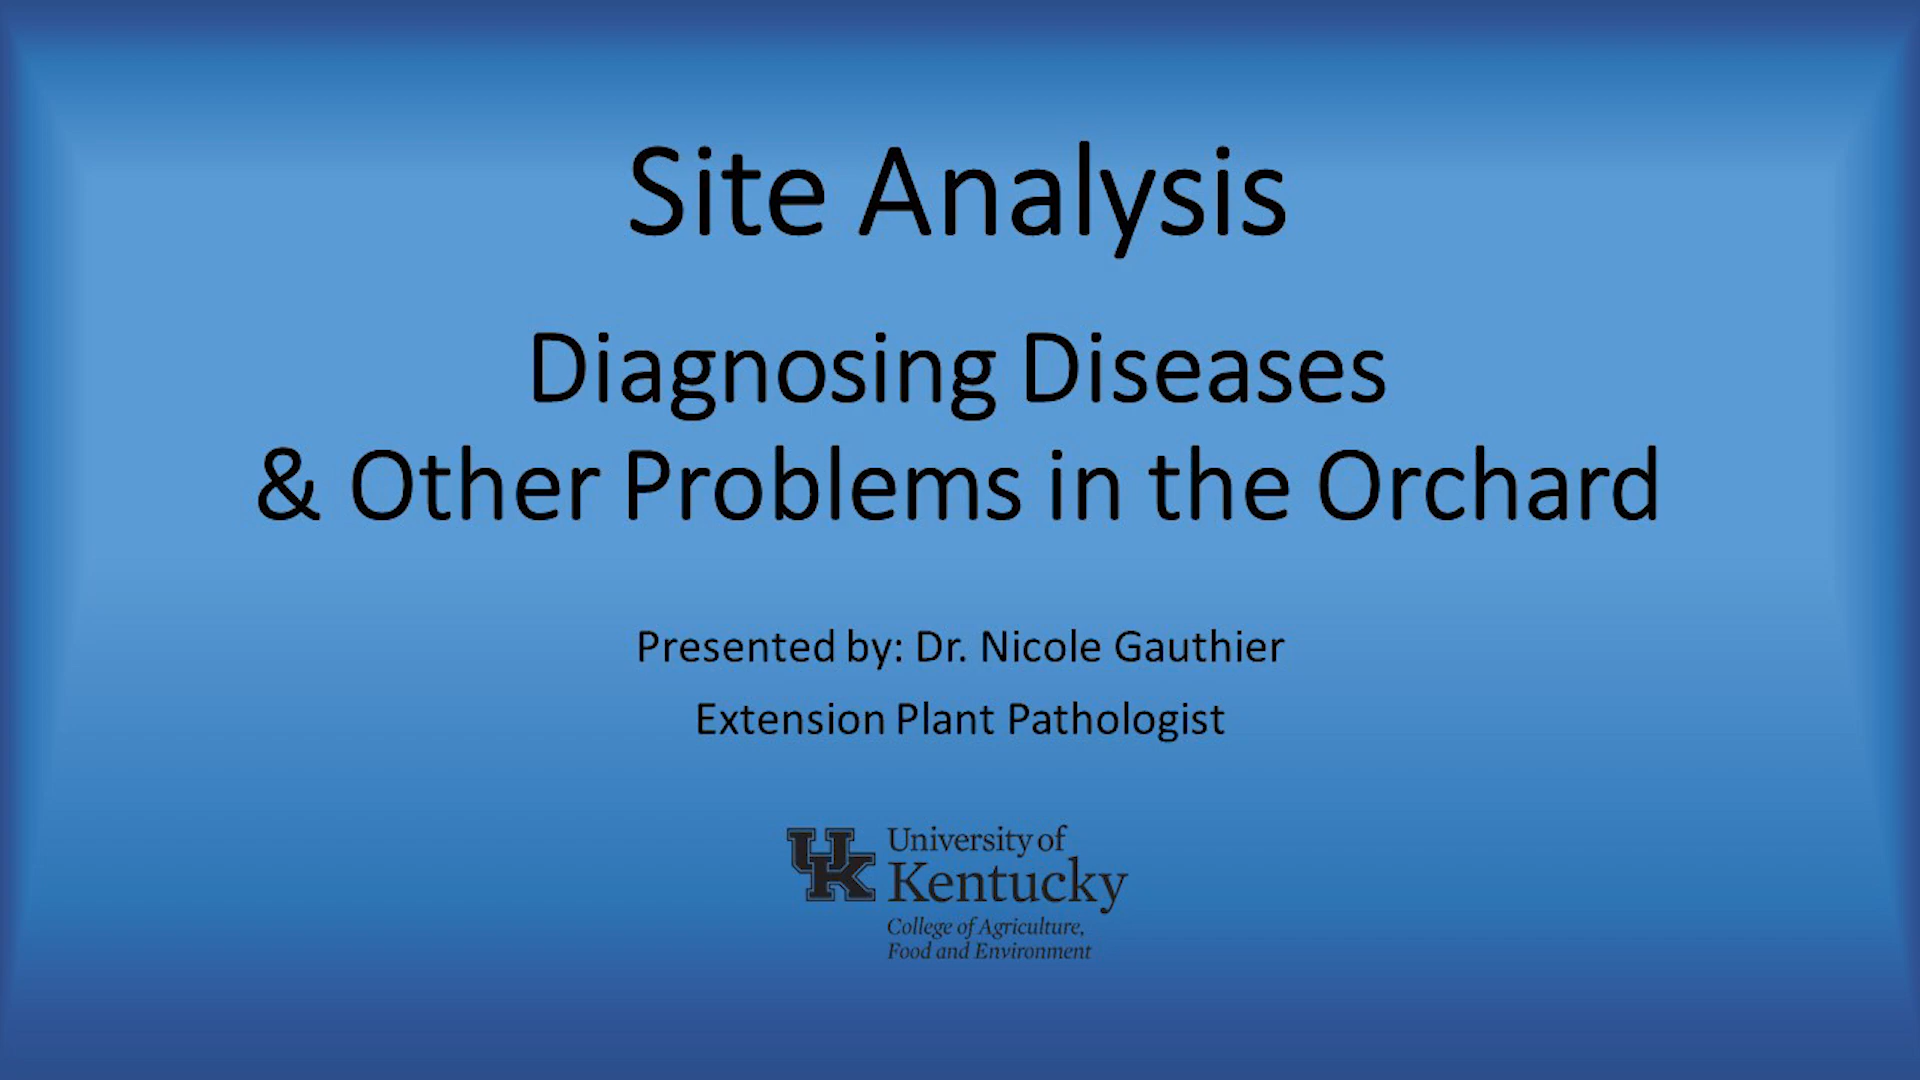 Site Analysis
Diagnosing Diseases
& Other Problems in the Orchard
Presented by: Dr. Nicole Gauthier
Extension Plant Pathologist
UK
University of
Kentucky
College of Agriculture,
Food and Environment